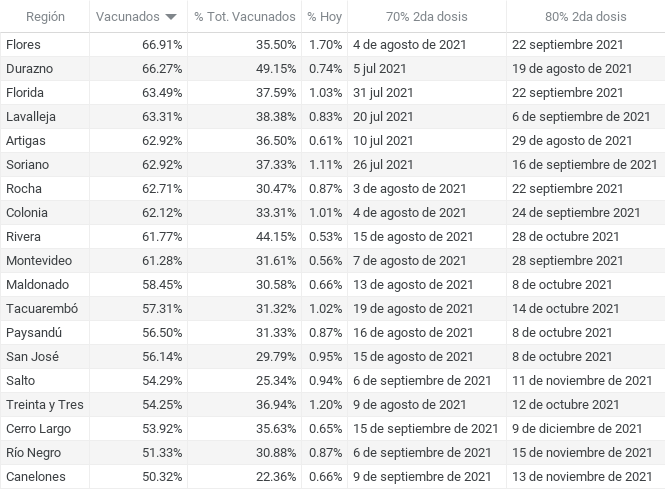 Región Vacunados % Tot. Vacunados % Hoy 70% 2da dosis 80% 2da dosis
Flores 66.91% 35.50% 1.70% 4 de agosto de 2021 22 septiembre 2021
Durazno 66.27% 49.15% 0.74% 5 jul 2021 19 de agosto de 2021
Florida 63.49% 37.59% 1.03% 31 jul 2021 22 septiembre 2021
Lavalleja 63.31% 38.38% 0.83% 20 jul 2021 6 de septiembre de 2021
Artigas 62.92% 36.50% 0.61% 10 jul 2021 29 de agosto de 2021
Soriano 62.92% 37.33% 1.11% 26 jul 2021 16 de septiembre de 2021
Rocha 62.71% 30.47% 0.87% 3 de agosto de 2021 22 septiembre 2021
Colonia 62.12% 33.31% 1.01% 4 de agosto de 2021 24 de septiembre 2021
Rivera 61.77% 44.15% 0.53% 15 de agosto de 2021 28 de octubre 2021
Montevideo 61.28% 31.61% 0.56% 7 de agosto de 2021 28 septiembre 2021
Maldonado 58.45% 30.58% 0.66% 13 de agosto de 2021 8 de octubre 2021
Tacuarembó 57.31% 31.32% 1.02% 19 de agosto de 2021 14 de octubre 2021
Paysandú 56.50% 31.33% 0.87% 16 de agosto de 2021 8 de octubre 2021
San José 56.14% 29.79% 0.95% 15 de agosto de 2021 8 de octubre 2021
Salto 54.29% 25.34% 0.94% 6 de septiembre de 2021 11 de noviembre de 2021
Treinta y Tres 54.25% 36.94% 1.20% 9 de agosto de 2021 12 de octubre 2021
Cerro Largo 53.92% 35.63% 0.65% 15 de septiembre de 2021 9 de diciembre de 2021
Río Negro 51.33% 30.88% 0.87% 6 de septiembre de 2021 15 de noviembre de 2021
Canelones 50.32% 22.36% 0.66% 9 de septiembre de 2021 13 de noviembre de 2021